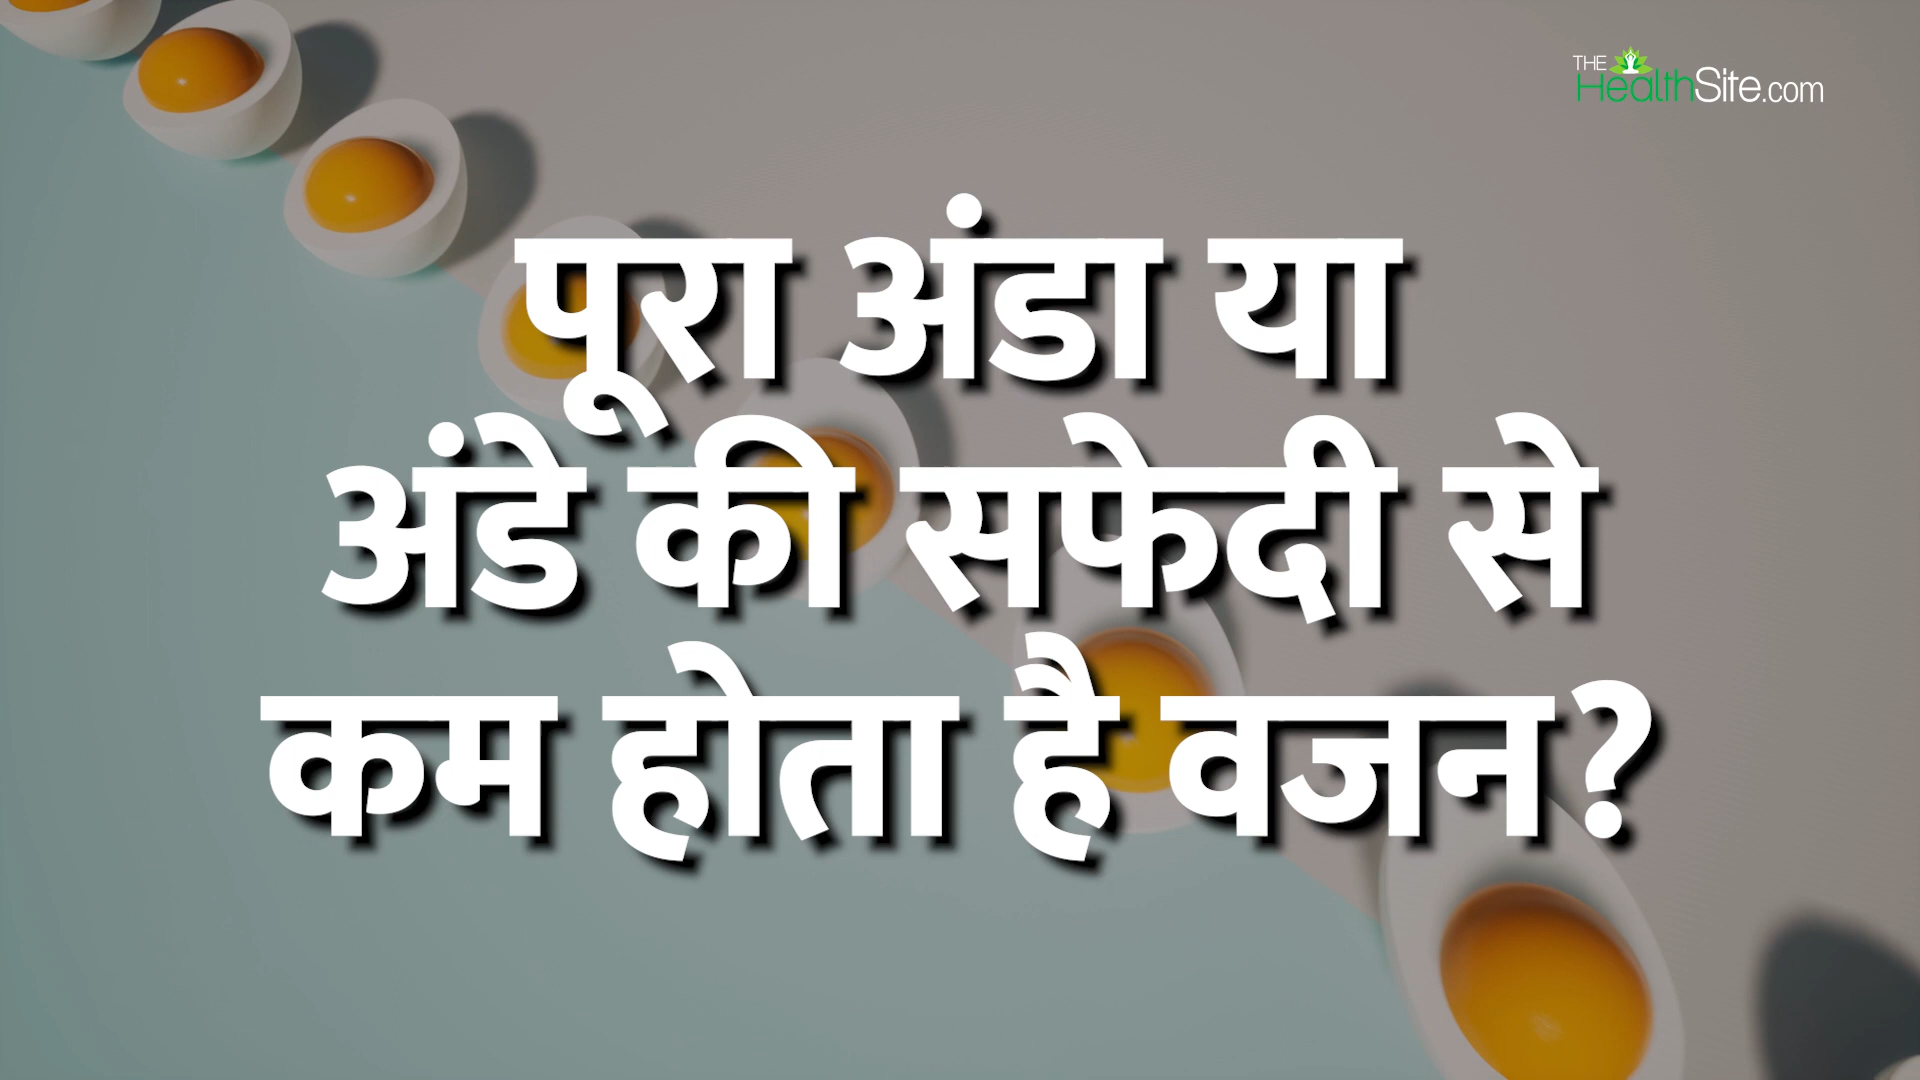 THE
HealthSite.com
पूरा अंडा या
अंडे की सफेदी से
कम होता है वजन?